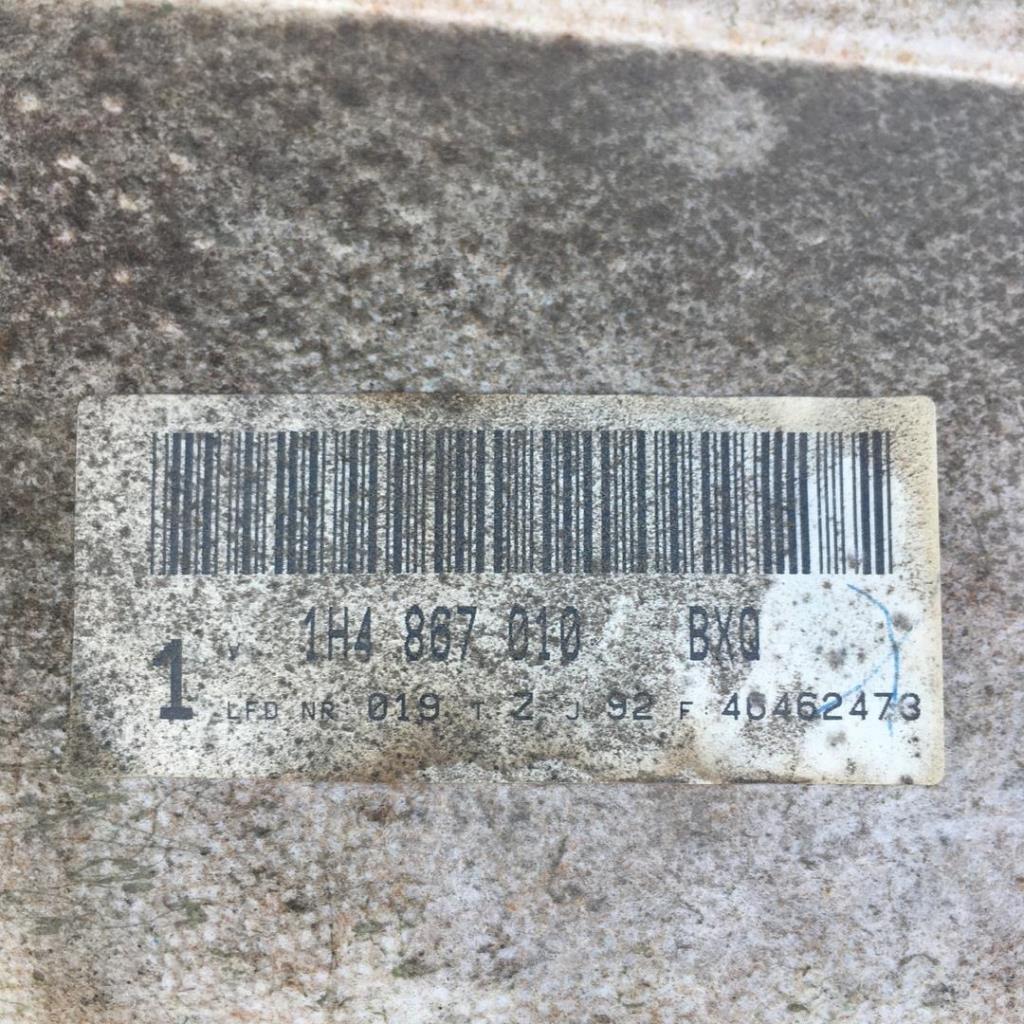 1 V 1H4 867 010 BXQ
LFD NR 019 T Z J 92 F 46462473